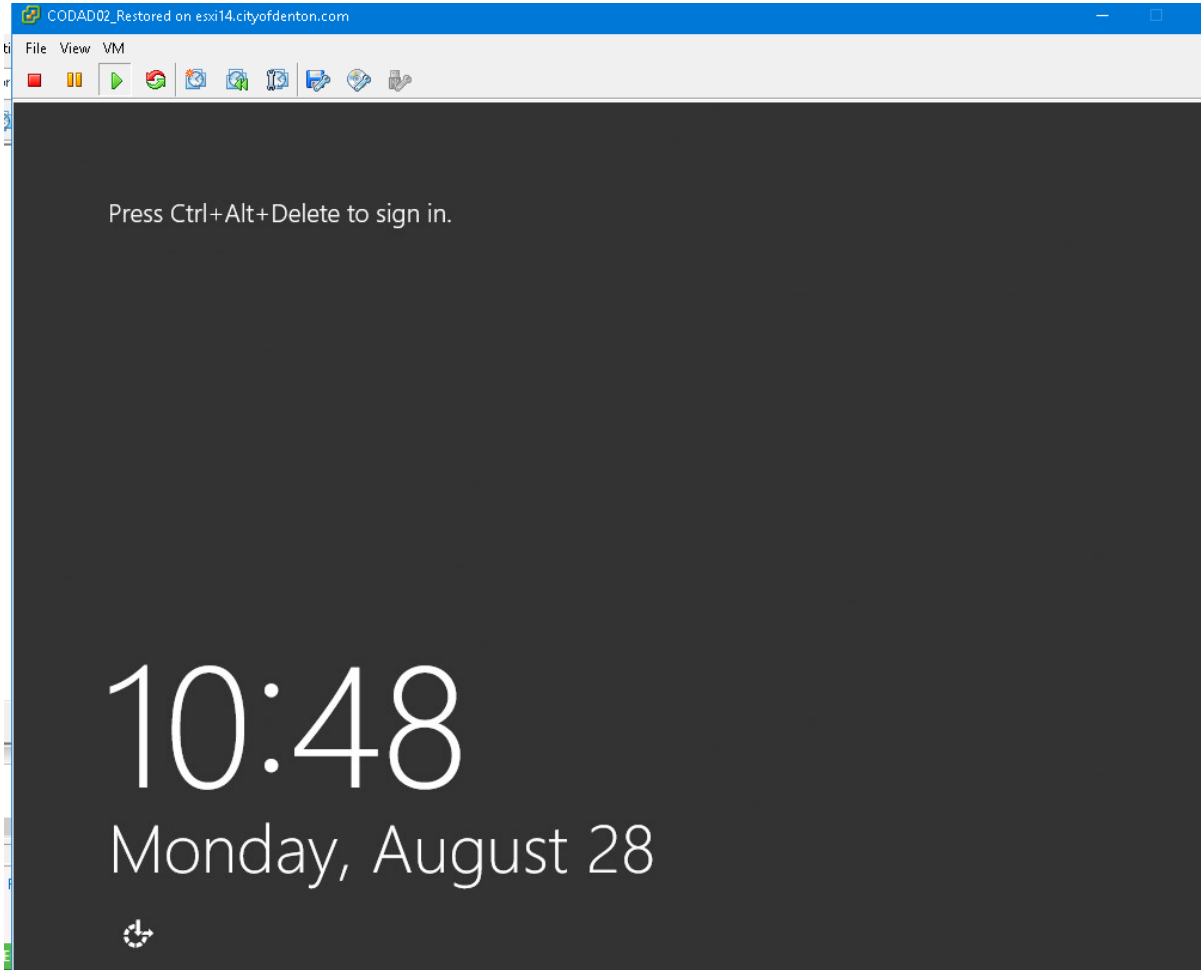 CODAD02_Restored on esxi14.cityofdenton.com
File View VM
Press Ctrl+Alt+Delete to sign in.
10:48
Monday, August 28